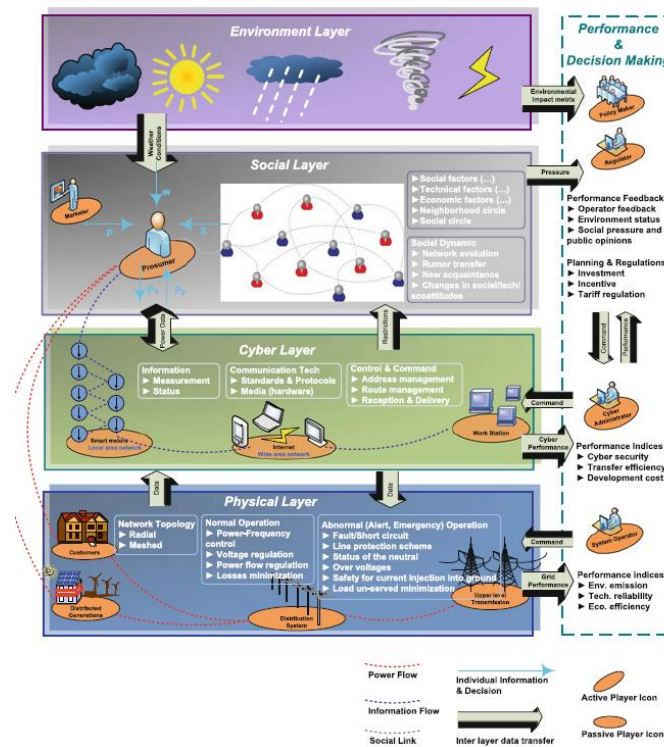 Environment Layer
Performance
&
Decision Making
Environmental
Impact metrix
Policy Maker
Regulator
Weather
Conditions
Social Layer
Pressure
Marketer
w
p
S
Prosumer
P₂
Social factors (...)
Technical factors (...)
Economic factors (...)
Neighborhood circle
Social circle
Social Dynamic
Network evolution
Rumor transfer
New acquaintance
Changes in social/tech/
ecoattitudes
Performance Feedback
Operator feedback
Environment status
Social pressure and
public opinions
Planning & Regulations
Investment
Incentive
Tariff regulation
Power Data
Restrictions
Command
Performance
Cyber Layer
Information
Measurement
Status
Communication Tech
Standards & Protocols
Media (hardware)
Control & Command
Address management
Route management
Reception & Delivery
Smart meters
Local area network
Internet
Wide area network
Work Station
Command
Cyber
Performance
Cyber
Administrator
Performance Indices
Cyber security
Transfer efficiency
Development cost
Data
Data
Physical Layer
Customers
Network Topology
Radial
Meshed
Normal Operation
Power-Frequency
control
Voltage regulation
Power flow regulation
Losses minimization
Abnormal (Alert, Emergency) Operation
Fault/Short circuit
Line protection scheme
Status of the neutral
Over voltages
Safety for current injection into ground
Load un-served minimization
Distributed
Generations
Distribution
System
Upper level
Transmission
Command
Grid
Performance
System Operator
Performance indices
Env. emission
Tech. reliability
Eco. efficiency
Power Flow
Individual Information
& Decision
Active Player Icon
Information Flow
Social Link
Inter layer data transfer
Passive Player Icon